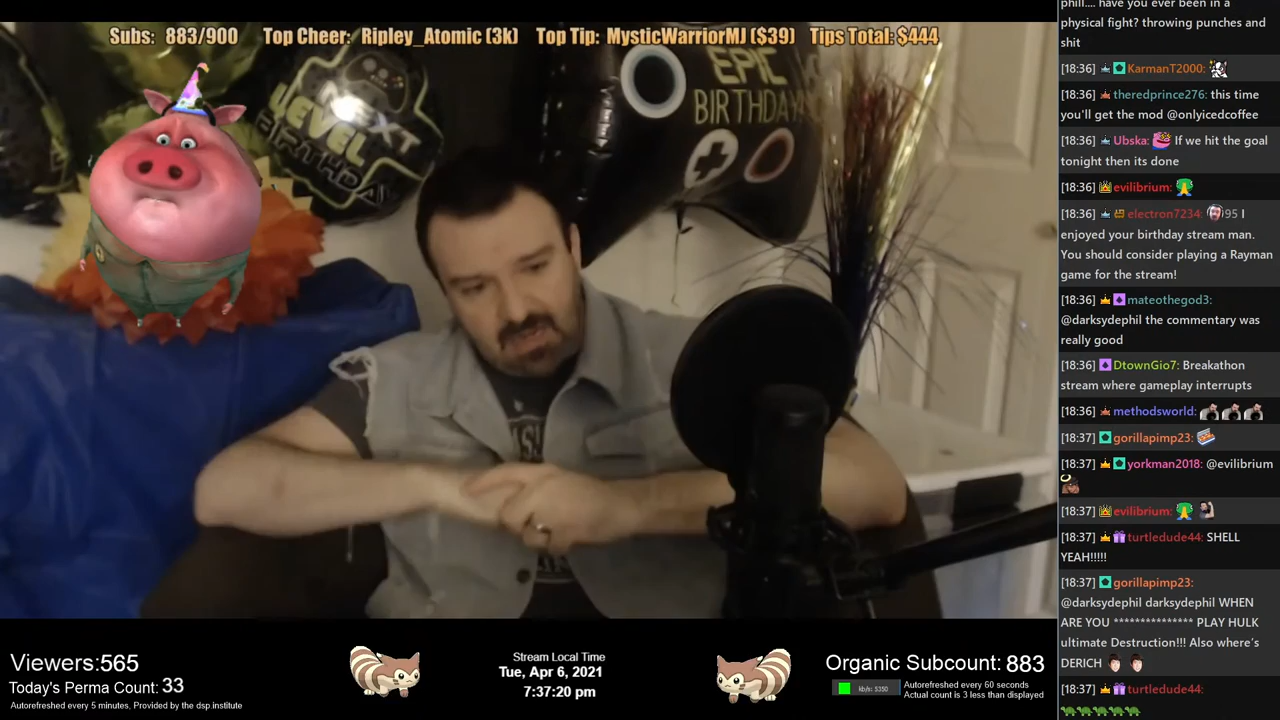 Subs: 883/900 Top Cheer: Ripley_Atomic (3k) Top Tip: MysticWarriorMJ ($39) Tips Total: $444
NEXT
LEVEL
BIRTHDAY
EPIC
BIRTHDAY!
Viewers:565
Today's Perma Count: 33
Autorefreshed every 5 minutes. Provided by the dsp institute
Stream Local Time
Tue, Apr 6, 2021
7:37:20 pm
Organic Subcount: 883
kb/s: 5350
Autorefreshed every 60 seconds
Actual count is 3 less than displayed
phill.... have you ever been in a
physical fight? throwing punches and
shit
[18:36] KarmanT2000:
[18:36] theredprince276: this time
you'll get the mod @onlyicedcoffee
[18:36] Ubska: If we hit the goal
tonight then its done
[18:36] evilibrium:
[18:36] electron7234: 95 I
enjoyed your birthday stream man.
You should consider playing a Rayman
game for the stream!
[18:36] mateothegod3:
@darksydephil the commentary was
really good
[18:36] DtownGio7: Breakathon
stream where gameplay interrupts
[18:36] methodsworld:
[18:37] gorillapimp23:
[18:37] yorkman2018: @evilibrium
[18:37] evilibrium:
[18:37] turtledude44: SHELL
YEAH!!!!!
[18:37] gorillapimp23:
@darksydephil darksydephil WHEN
ARE YOU *************** PLAY HULK
ultimate Destruction!!! Also where's
DERICH
[18:37] turtledude44: